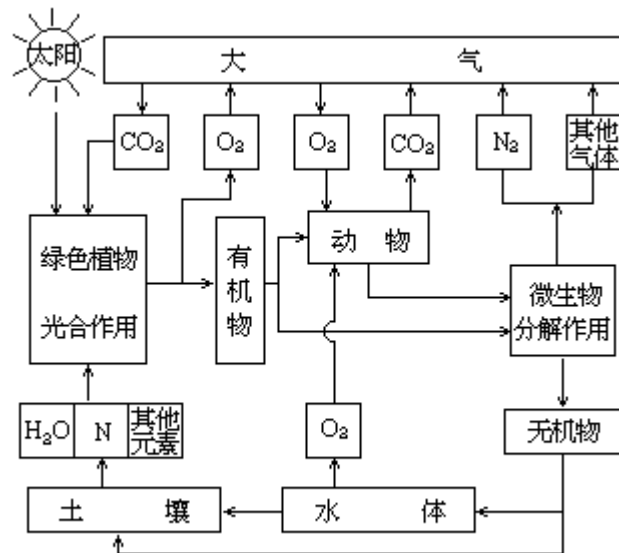 太阳
大 气
CO₂
O₂
O₂
CO₂
N₂
其他
气体
绿色植物
光合作用
有
机
物
动 物
微生物
分解作用
H₂O
N
其他
元素
O₂
无机物
土 壤
水 体